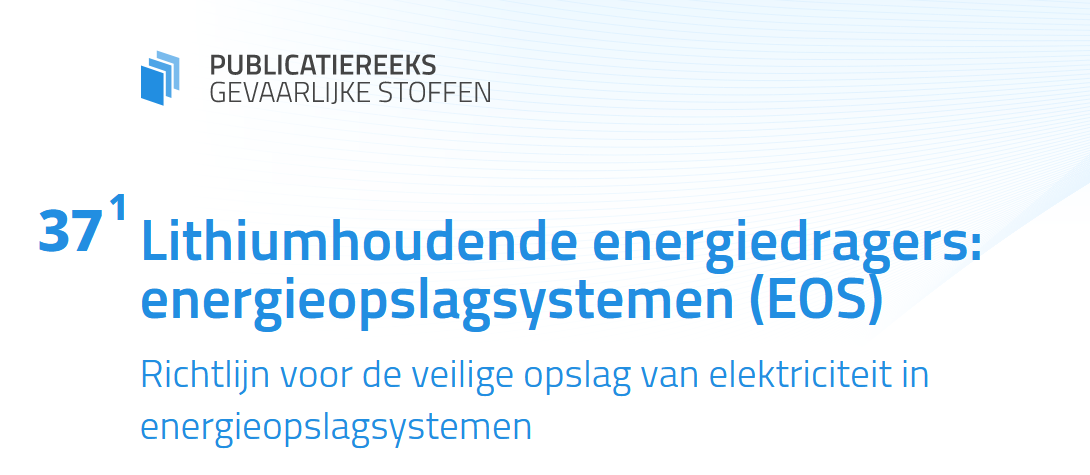 PUBLICATIEREEKS
GEVAARLIJKE STOFFEN
37¹ Lithiumhoudende energiedragers:
energieopslagsystemen (EOS)
Richtlijn voor de veilige opslag van elektriciteit in
energieopslagsystemen